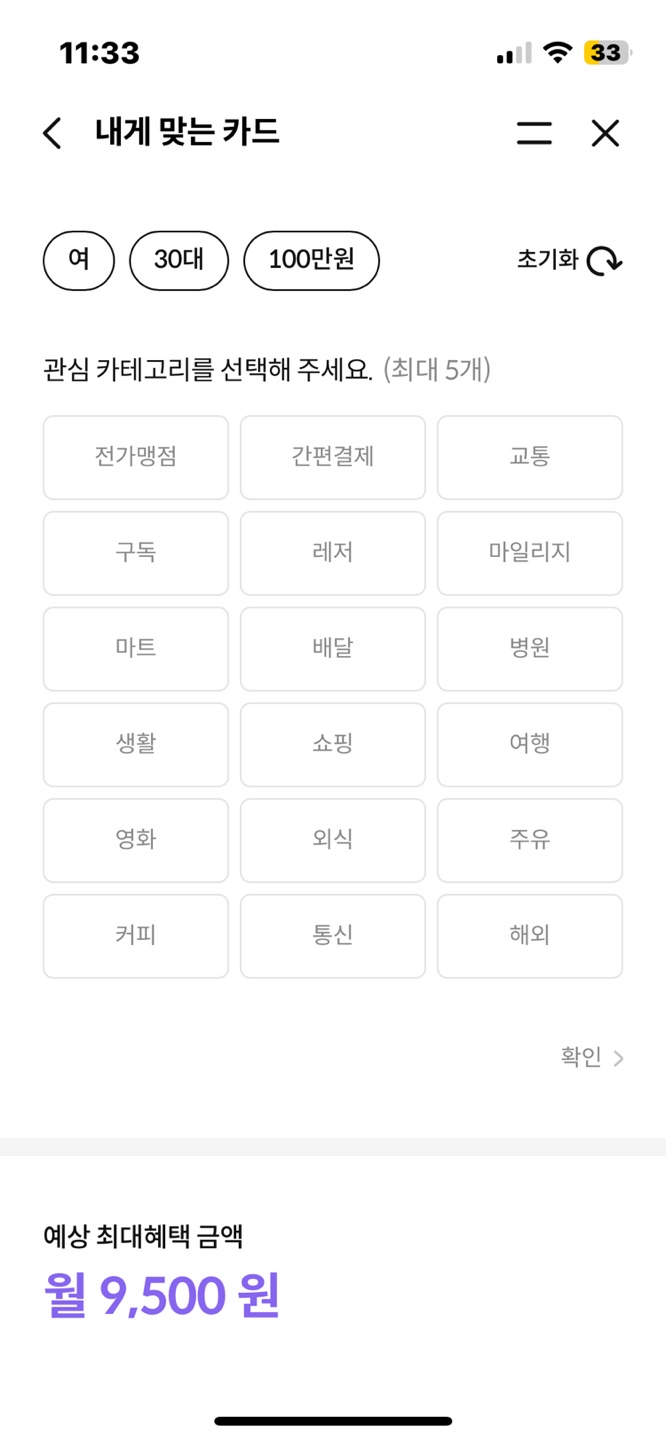 11:33
33
내게 맞는 카드
여 30대 100만원 초기화
관심 카테고리를 선택해 주세요. (최대 5개)
전가맹점 간편결제 교통
구독 레저 마일리지
마트 배달 병원
생활 쇼핑 여행
영화 외식 주유
커피 통신 해외
확인
예상 최대혜택 금액
월 9,500 원